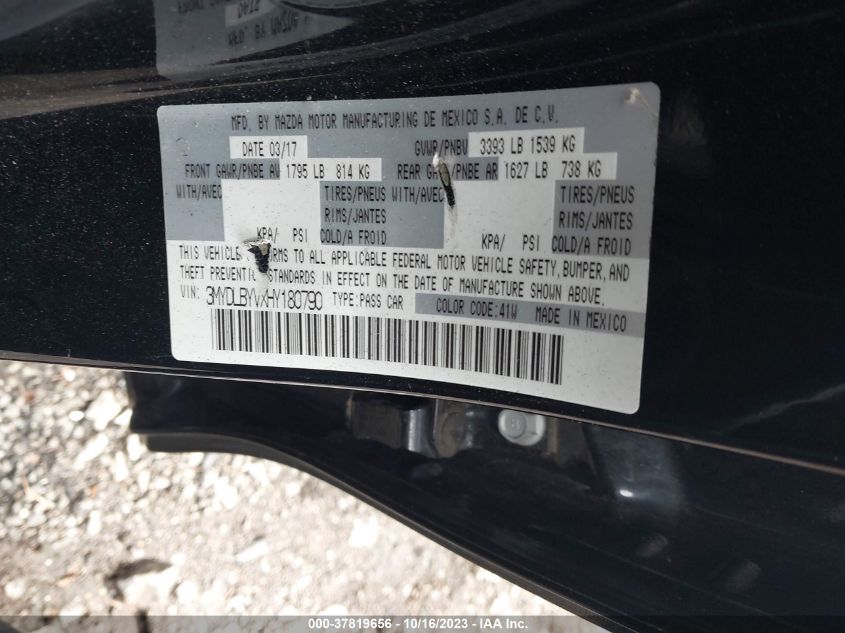 MFD. BY MAZDA MOTOR MANUFACTURING DE MEXICO S.A. DE C.V.
DATE 03/17 GVWR/PNBV 3393 LB 1539 KG
FRONT GAWR/PNBE AV 1795 LB 814 KG REAR GAWR/PNBE AR 1627 LB 738 KG
WITH/AVEC TIRES/PNEUS WITH/AVEC TIRES/PNEUS
RIMS/JANTES RIMS/JANTES
KPA/ PSI COLD/A FROID KPA/ PSI COLD/A FROID
THIS VEHICLE CONFORMS TO ALL APPLICABLE FEDERAL MOTOR VEHICLE SAFETY, BUMPER, AND
THEFT PREVENTION STANDARDS IN EFFECT ON THE DATE OF MANUFACTURE SHOWN ABOVE.
VIN: 3MYDLBYVXHY180790 TYPE:PASS CAR COLOR CODE:41W MADE IN MEXICO
000-37819656 - 10/16/2023 - IAA Inc.